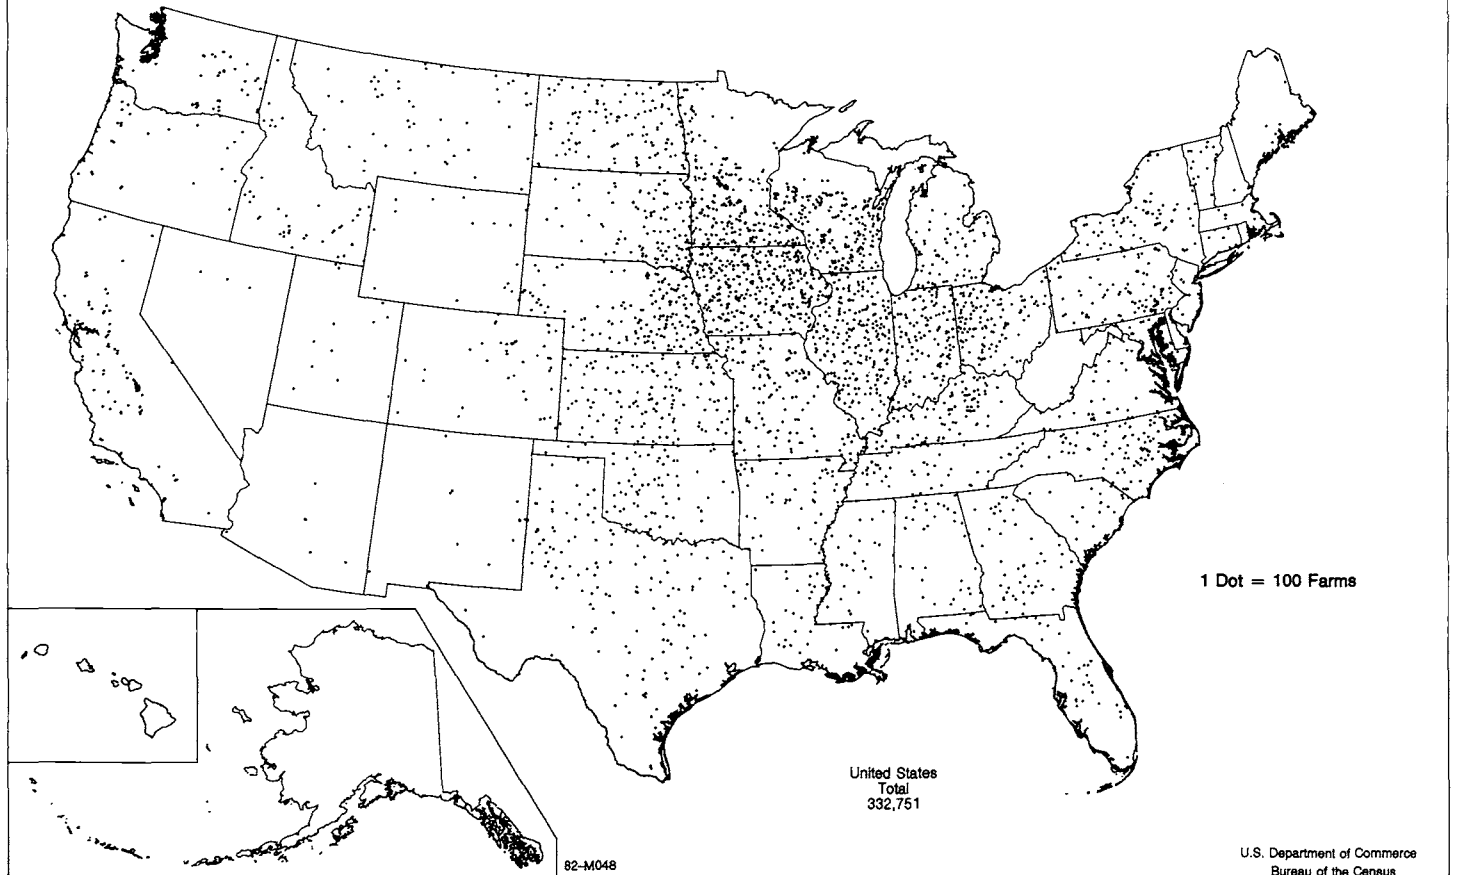 1 Dot = 100 Farms
United States
Total
332,751
82-M048
U.S. Department of Commerce
Bureau of the Census